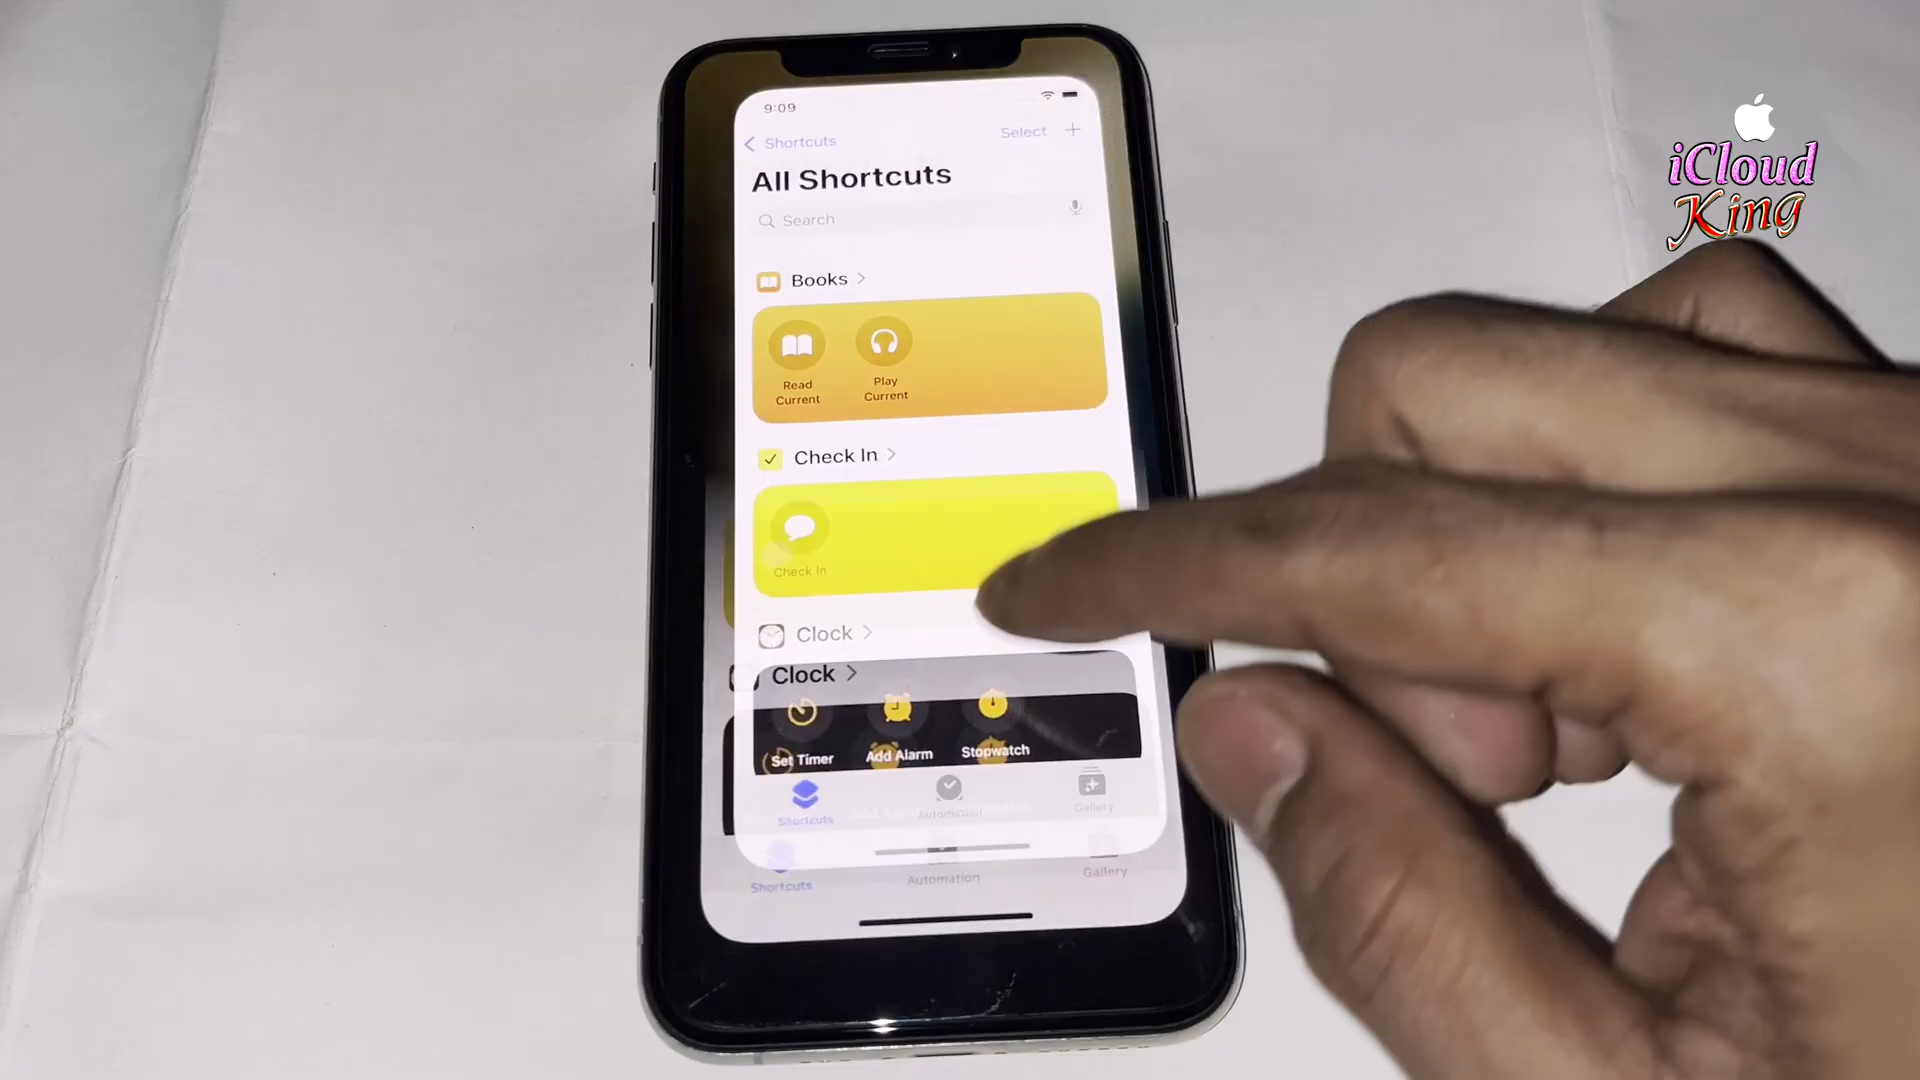 9:09
Shortcuts
Select +
All Shortcuts
Search
Books
Read
Current
Play
Current
Check In
Check In
Clock
Clock
Set Timer
Add Alarm
Stopwatch
Shortcuts
Automation
Gallery
Shortcuts
Automation
Gallery
iCloud
King